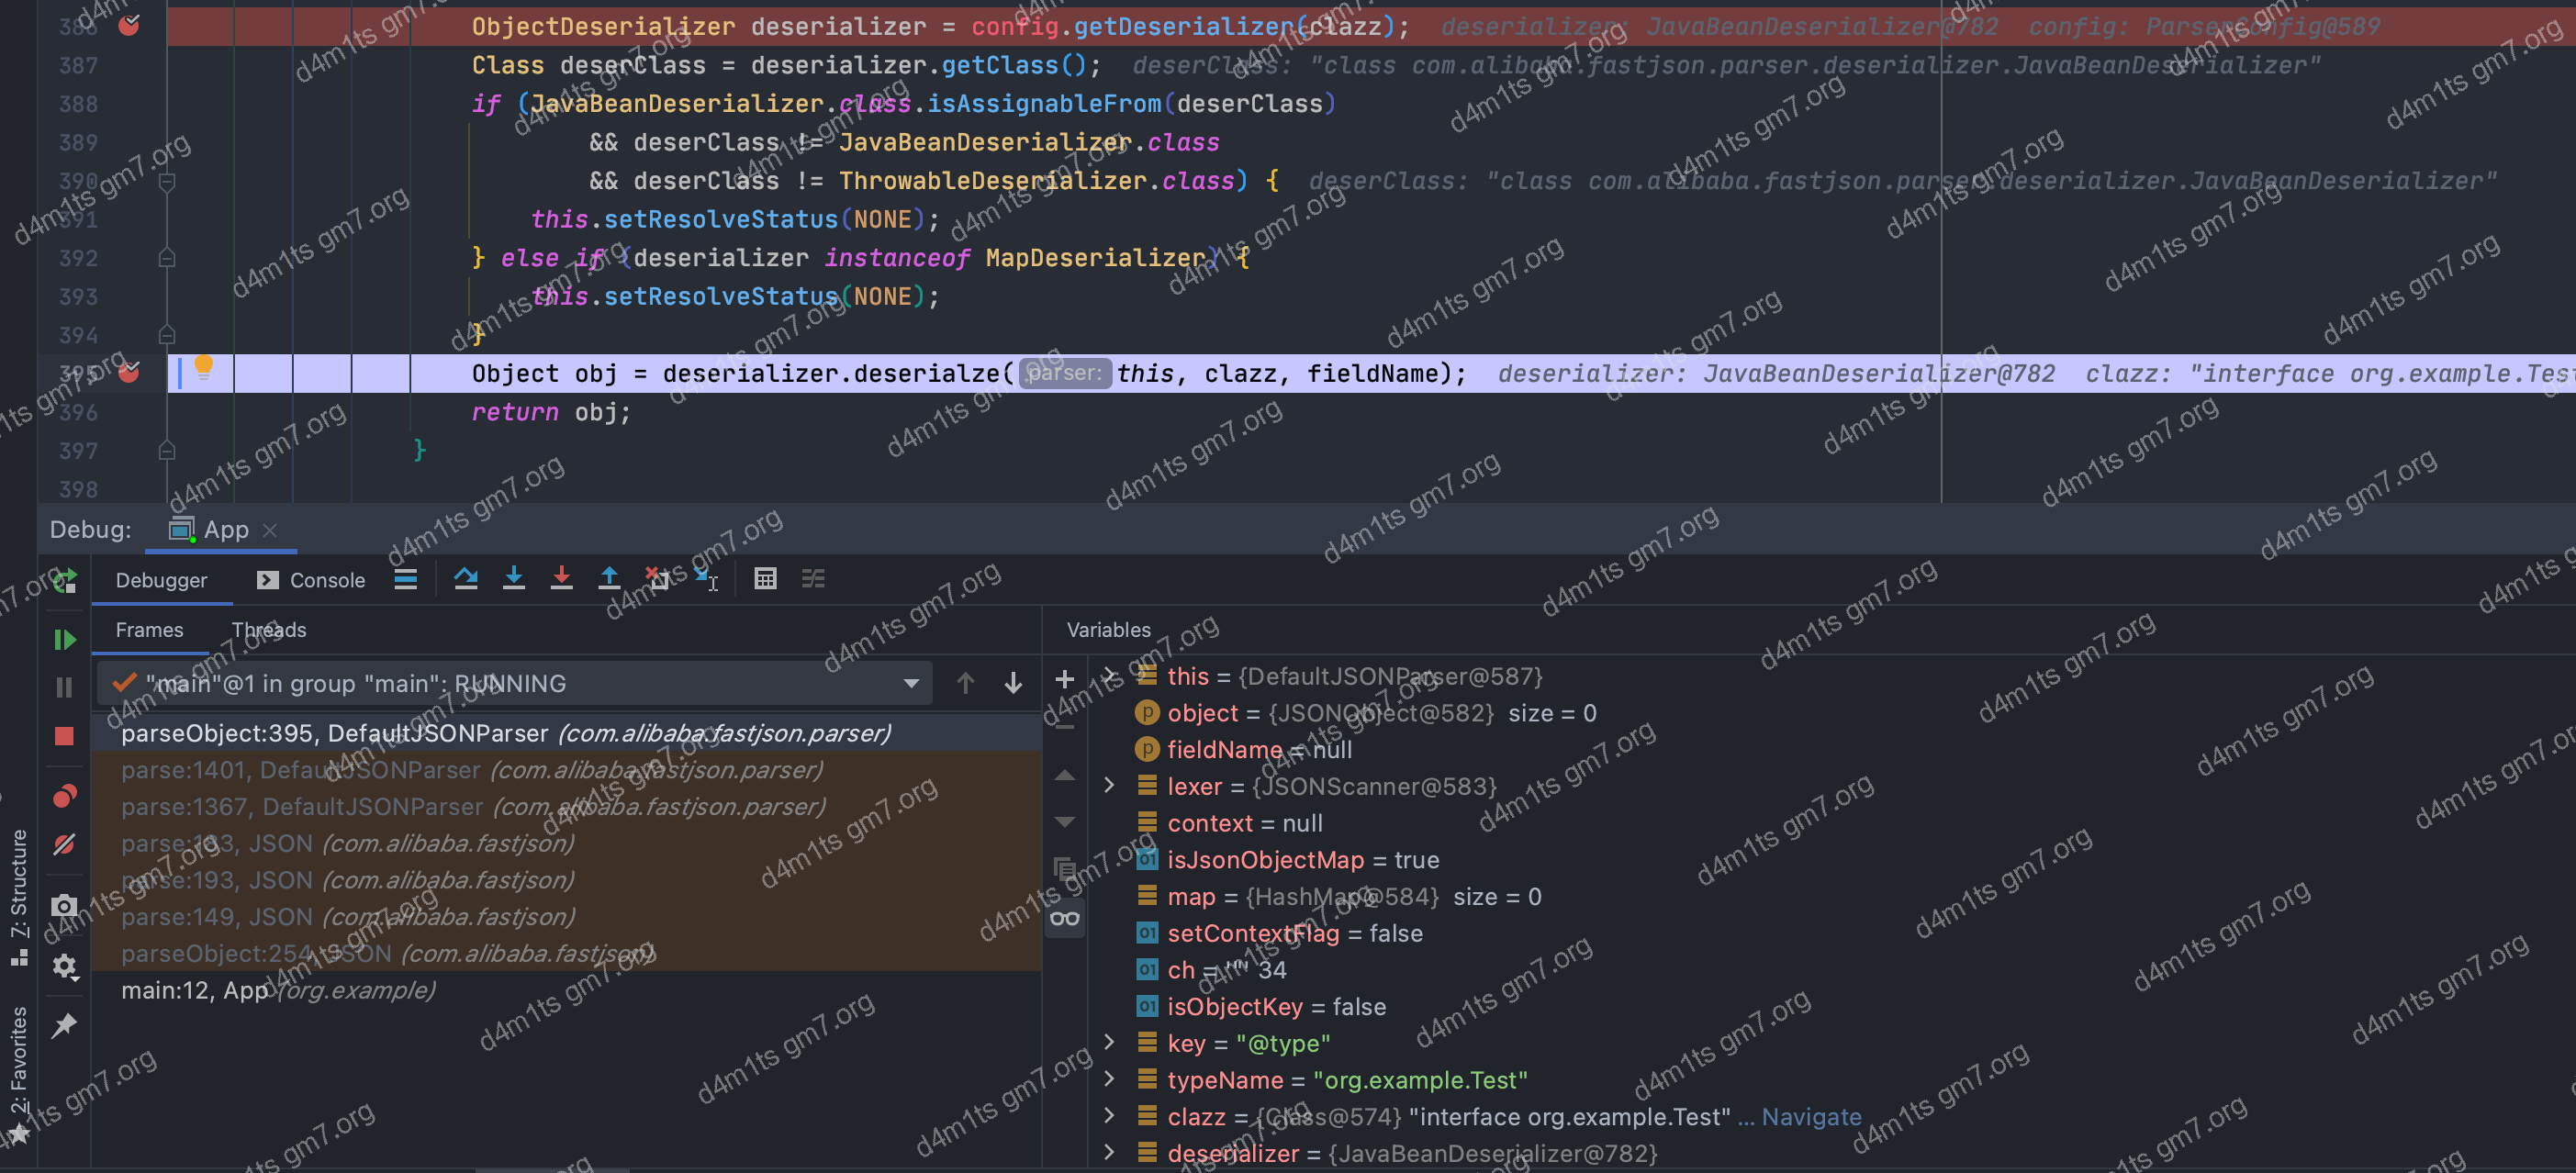 386 ObjectDeserializer deserializer = config.getDeserializer(clazz); deserializer: JavaBeanDeserializer@782 config: ParserConfig@589
387 Class deserClass = deserializer.getClass(); deserClass: "class com.alibaba.fastjson.parser.deserializer.JavaBeanDeserializer"
388 if (JavaBeanDeserializer.class.isAssignableFrom(deserClass)
389 && deserClass != JavaBeanDeserializer.class
390 && deserClass != ThrowableDeserializer.class) { deserClass: "class com.alibaba.fastjson.parser.deserializer.JavaBeanDeserializer"
391 this.setResolveStatus(NONE);
392 } else if (deserializer instanceof MapDeserializer) {
393 this.setResolveStatus(NONE);
394 }
395 Object obj = deserializer.deserialze( parser: this, clazz, fieldName); deserializer: JavaBeanDeserializer@782 clazz: "interface org.example.Test
396 return obj;
397 }
398
Debug: App
Debugger Console
Frames Threads
Variables
"main"@1 in group "main": RUNNING
parseObject:395, DefaultJSONParser (com.alibaba.fastjson.parser)
parse:1401, DefaultJSONParser (com.alibaba.fastjson.parser)
parse:1367, DefaultJSONParser (com.alibaba.fastjson.parser)
parse:183, JSON (com.alibaba.fastjson)
parse:193, JSON (com.alibaba.fastjson)
parse:149, JSON (com.alibaba.fastjson)
parseObject:254, JSON (com.alibaba.fastjson)
main:12, App (org.example)
this = {DefaultJSONParser@587}
object = {JSONObject@582} size = 0
fieldName = null
lexer = {JSONScanner@583}
context = null
isJsonObjectMap = true
map = {HashMap@584} size = 0
setContextFlag = false
ch = '"' 34
isObjectKey = false
key = "@type"
typeName = "org.example.Test"
clazz = {Class@574} "interface org.example.Test" ... Navigate
deserializer = {JavaBeanDeserializer@782}
7: Structure
2: Favorites
d4m1ts gm7.org